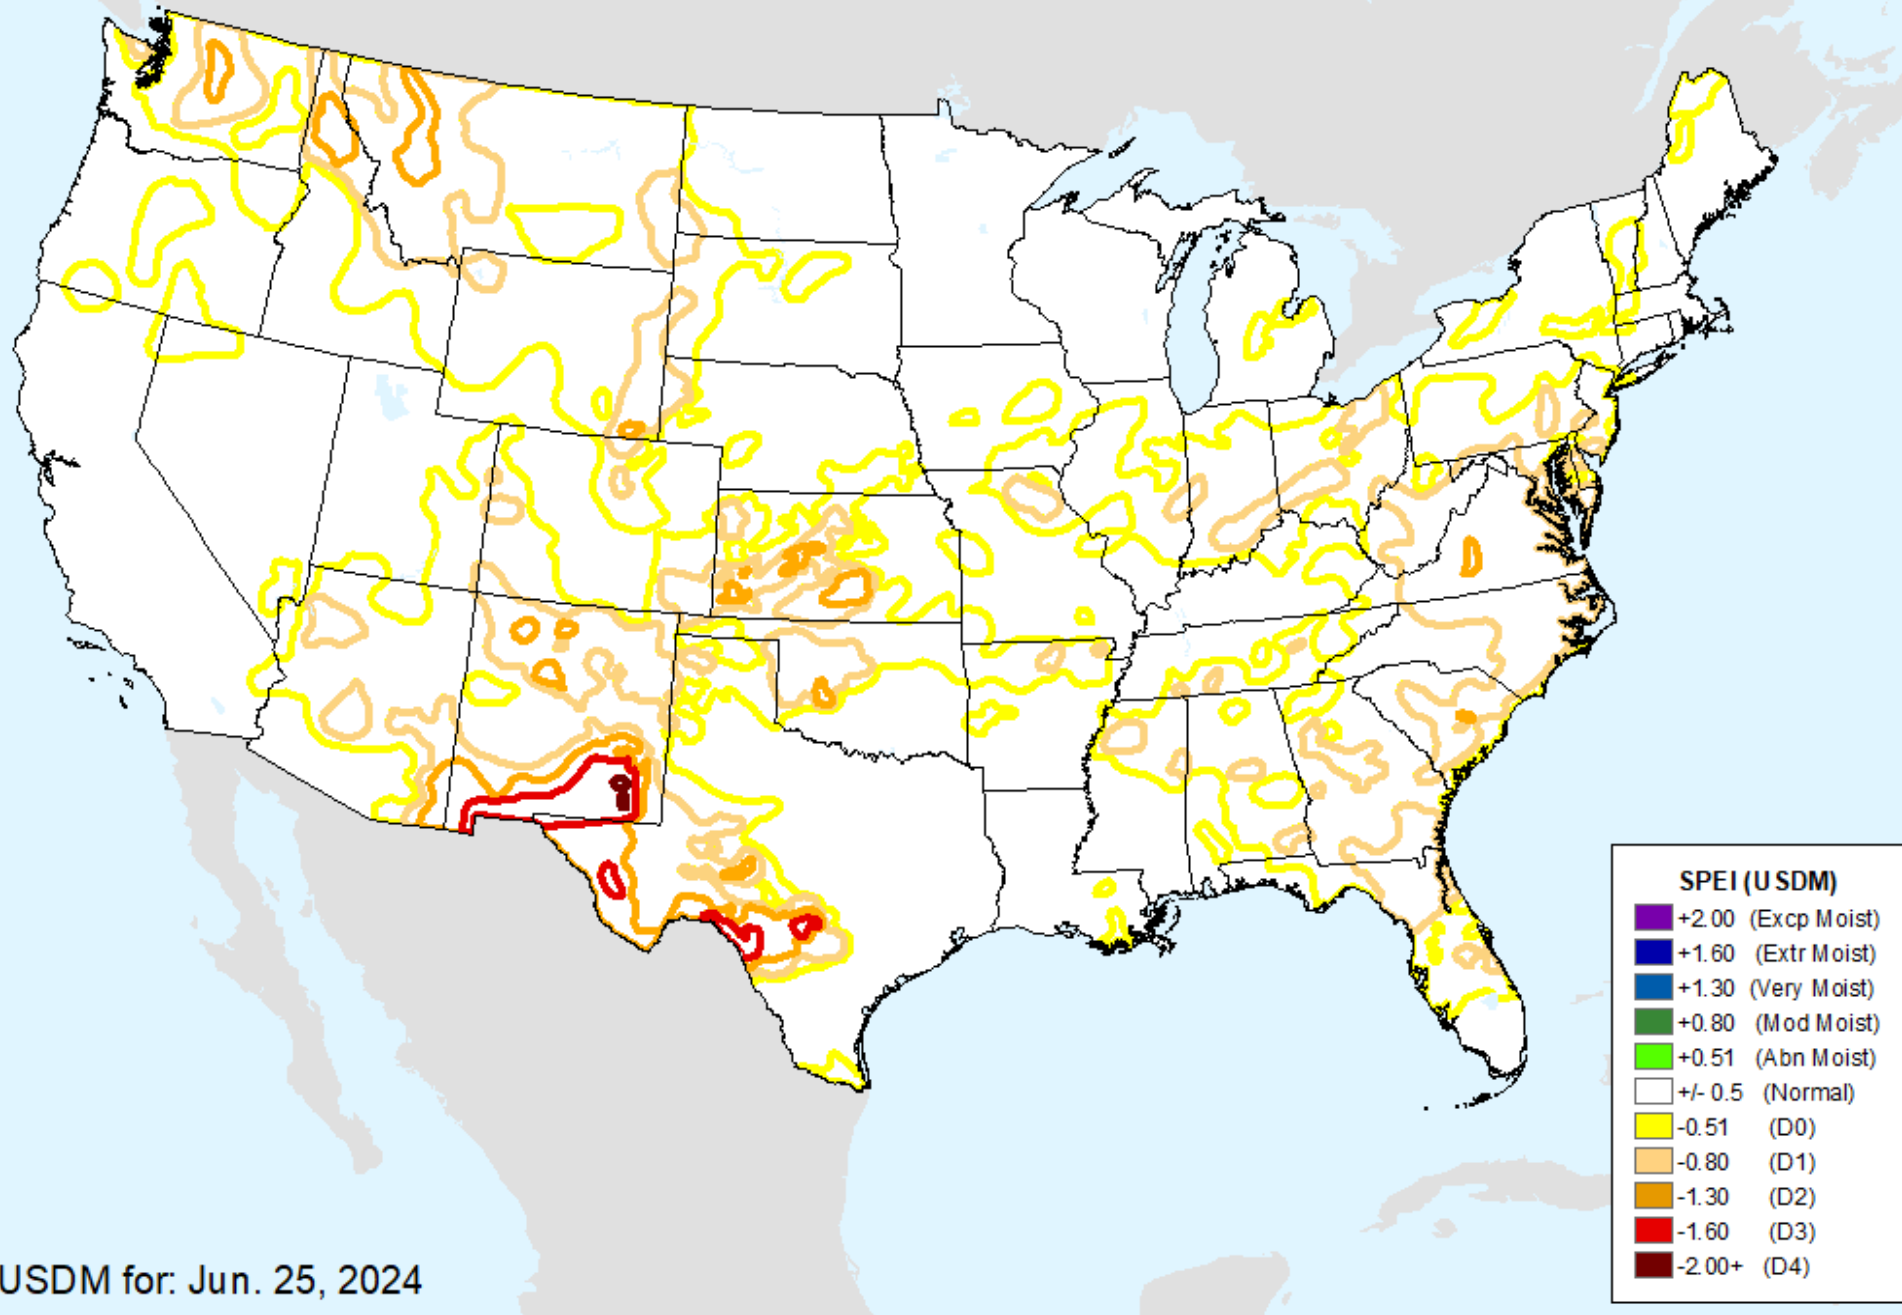 SPEI (USDM)
+2.00 (Excp Moist)
+1.60 (Extr Moist)
+1.30 (Very Moist)
+0.80 (Mod Moist)
+0.51 (Abn Moist)
+/- 0.5 (Normal)
-0.51 (D0)
-0.80 (D1)
-1.30 (D2)
-1.60 (D3)
-2.00+ (D4)
USDM for: Jun. 25, 2024